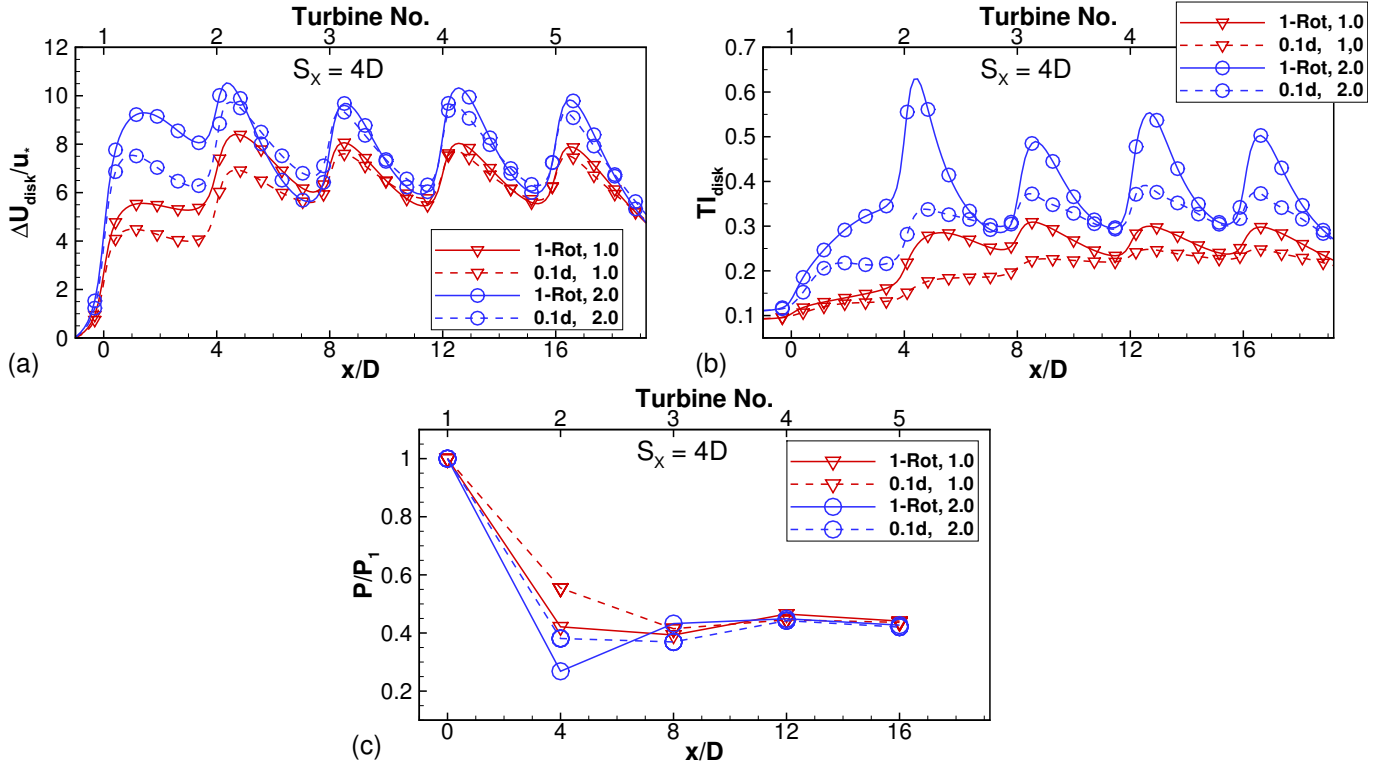 Turbine No.
1 2 3 4 5
S_X = 4D
ΔU_disk/u_*
14
12
10
8
6
4
2
0
1-Rot, 1.0
0.1d, 1.0
1-Rot, 2.0
0.1d, 2.0
0 4 8 12 16
x/D
(a)
Turbine No.
1 2 3 4
S_X = 4D
1-Rot, 1.0
0.1d, 1,0
1-Rot, 2.0
0.1d, 2.0
TI_disk
0.7
0.6
0.5
0.4
0.3
0.2
0.1
0 4 8 12 16
x/D
(b)
Turbine No.
1 2 3 4 5
S_X = 4D
1-Rot, 1.0
0.1d, 1.0
1-Rot, 2.0
0.1d, 2.0
P/P_1
1
0.8
0.6
0.4
0.2
0 4 8 12 16
x/D
(c)